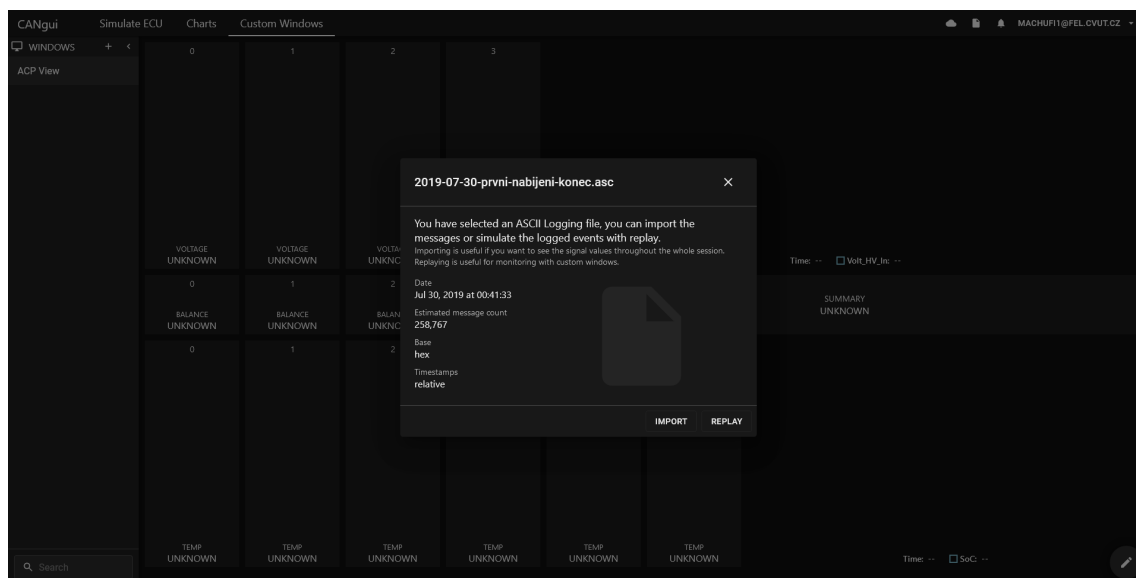 CANgui Simulate ECU Charts Custom Windows MACHUFI1@FEL.CVUT.CZ
WINDOWS + <
ACP View
0 1 2 3
2019-07-30-prvni-nabijeni-konec.asc
You have selected an ASCII Logging file, you can import the
messages or simulate the logged events with replay.
Importing is useful if you want to see the signal values throughout the whole session.
Replaying is useful for monitoring with custom windows.
Date
Jul 30, 2019 at 00:41:33
Estimated message count
258,767
Base
hex
Timestamps
relative
IMPORT REPLAY
VOLTAGE VOLTAGE VOLTA
UNKNOWN UNKNOWN UNKNO
Time: -- Volt_HV_In: --
0 1 2
BALANCE BALANCE BALAN
UNKNOWN UNKNOWN UNKNO
SUMMARY
UNKNOWN
0 1 2
TEMP TEMP TEMP TEMP TEMP TEMP
UNKNOWN UNKNOWN UNKNOWN UNKNOWN UNKNOWN UNKNOWN
Time: -- SoC: --
Search